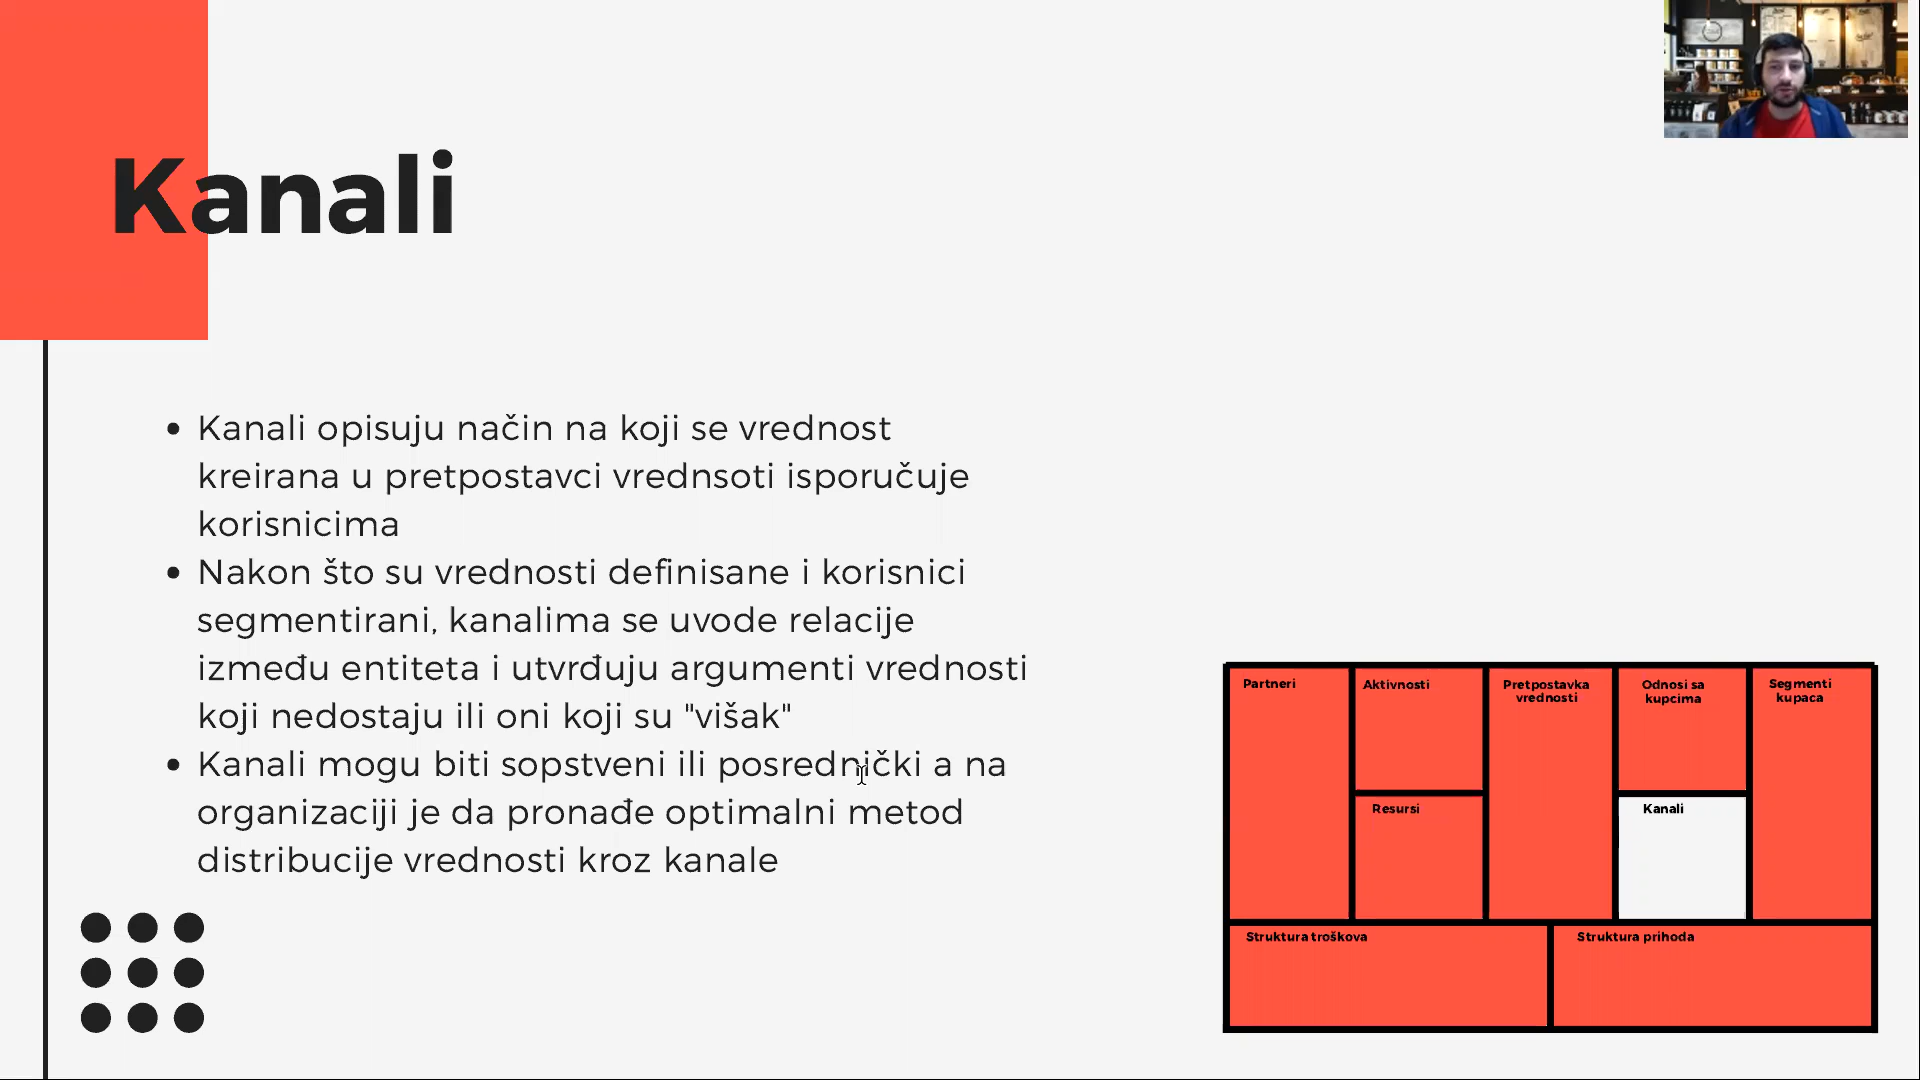 Kanali
Kanali opisuju način na koji se vrednost
kreirana u pretpostavci vrednsoti isporučuje
korisnicima
Nakon što su vrednosti definisane i korisnici
segmentirani, kanalima se uvode relacije
između entiteta i utvrđuju argumenti vrednosti
koji nedostaju ili oni koji su "višak"
Kanali mogu biti sopstveni ili posrednički a na
organizaciji je da pronađe optimalni metod
distribucije vrednosti kroz kanale
Partneri
Aktivnosti
Pretpostavka
vrednosti
Odnosi sa
kupcima
Segmenti
kupaca
Resursi
Kanali
Struktura troškova
Struktura prihoda